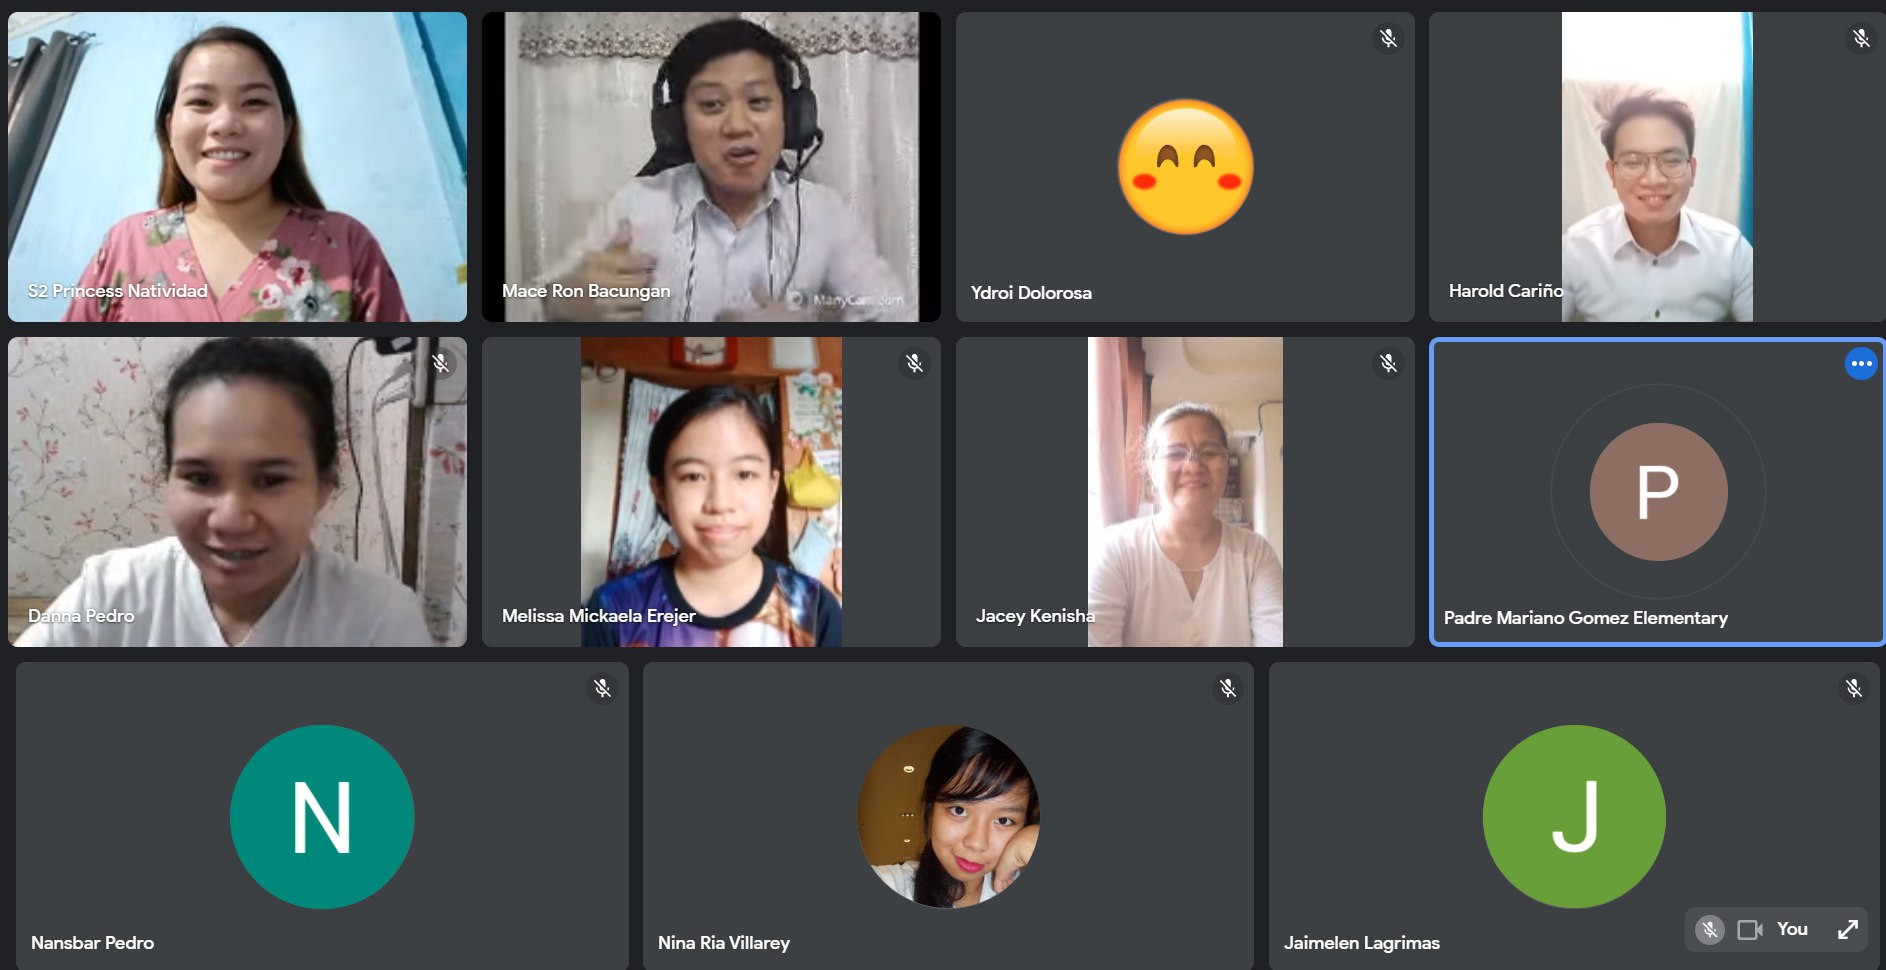 S2 Princess Natividad
Mace Ron Bacungan
ManyCam.com
Ydroi Dolorosa
Harold Cariño
Danna Pedro
Melissa Mickaela Erejer
Jacey Kenisha
P
Padre Mariano Gomez Elementary
N
Nansbar Pedro
Nina Ria Villarey
J
Jaimelen Lagrimas
You